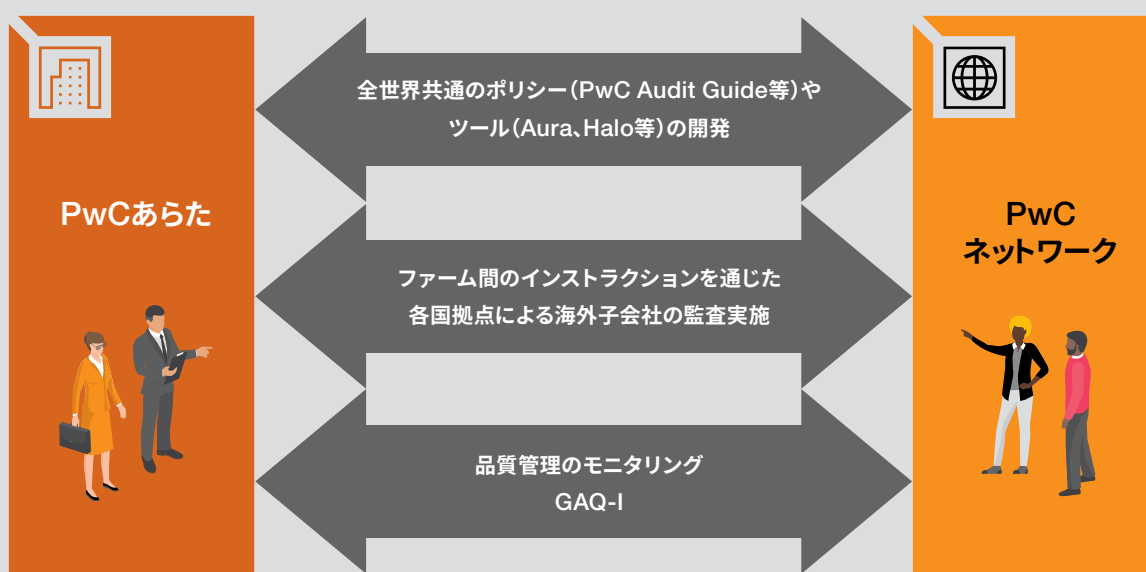 全世界共通のポリシー（PwC Audit Guide等）や
ツール（Aura、Halo等）の開発
PwCあらた
PwC
ネットワーク
ファーム間のインストラクションを通じた
各国拠点による海外子会社の監査実施
品質管理のモニタリング
GAQ-I